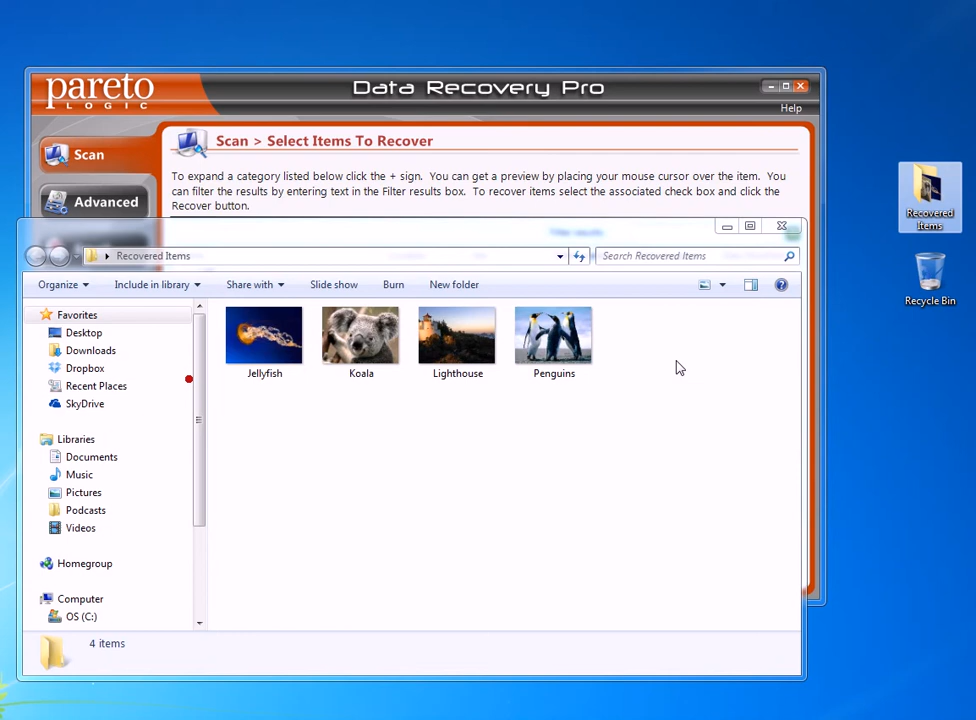 pareto
LOGIC
Data Recovery Pro
Help
Scan
Scan > Select Items To Recover
To expand a category listed below click the + sign. You can get a preview by placing your mouse cursor over the item. You
can filter the results by entering text in the Filter results box. To recover items select the associated check box and click the
Recover button.
Advanced
Recovered
Items
Filter results
Recovered Items
Search Recovered Items
Organize
Include in library
Share with
Slide show
Burn
New folder
Recycle Bin
Favorites
Desktop
Downloads
Dropbox
Recent Places
SkyDrive
Libraries
Documents
Music
Pictures
Podcasts
Videos
Homegroup
Computer
OS (C:)
Jellyfish
Koala
Lighthouse
Penguins
4 items